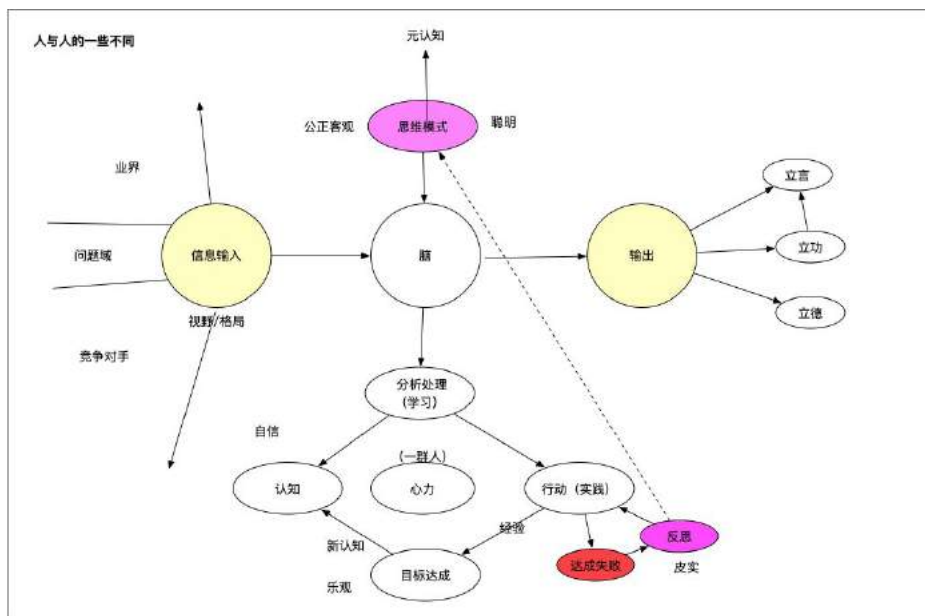 人与人的一些不同
元认知
公正客观
思维模式
聪明
业界
立言
问题域
信息输入
脑
输出
立功
视野/格局
立德
竞争对手
分析处理
(学习)
自信
(一群人)
认知
心力
行动（实践）
经验
反思
新认知
达成失败
皮实
目标达成
乐观